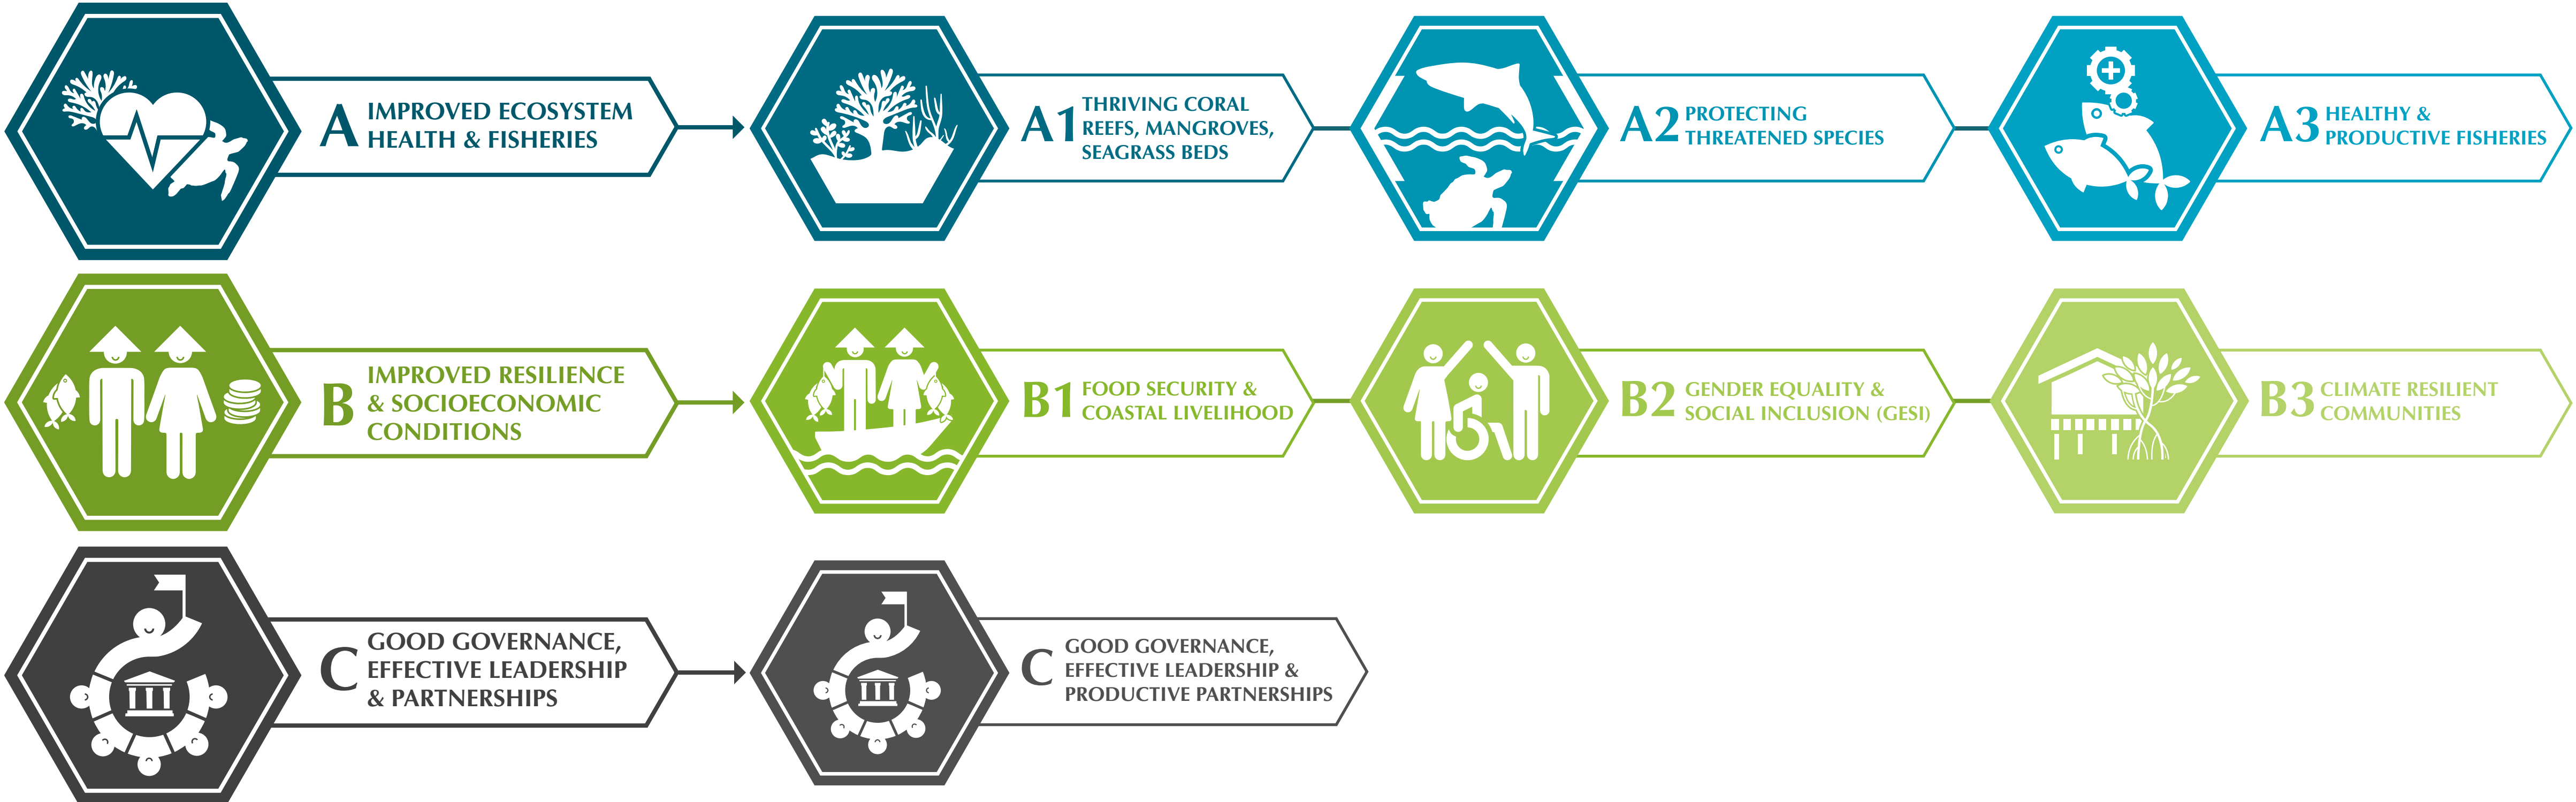 A
IMPROVED ECOSYSTEM
HEALTH & FISHERIES
A1
THRIVING CORAL
REEFS, MANGROVES,
SEAGRASS BEDS
A2
PROTECTING
THREATENED SPECIES
A3
HEALTHY &
PRODUCTIVE FISHERIES
B
IMPROVED RESILIENCE
& SOCIOECONOMIC
CONDITIONS
B1
FOOD SECURITY &
COASTAL LIVELIHOOD
B2
GENDER EQUALITY &
SOCIAL INCLUSION (GESI)
B3
CLIMATE RESILIENT
COMMUNITIES
C
GOOD GOVERNANCE,
EFFECTIVE LEADERSHIP
& PARTNERSHIPS
C
GOOD GOVERNANCE,
EFFECTIVE LEADERSHIP &
PRODUCTIVE PARTNERSHIPS